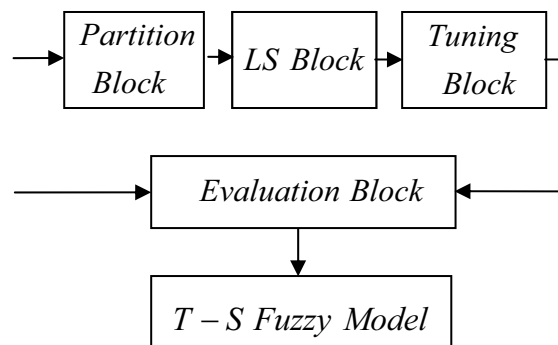 Partition
Block
LS Block
Tuning
Block
Evaluation Block
T – S Fuzzy Model